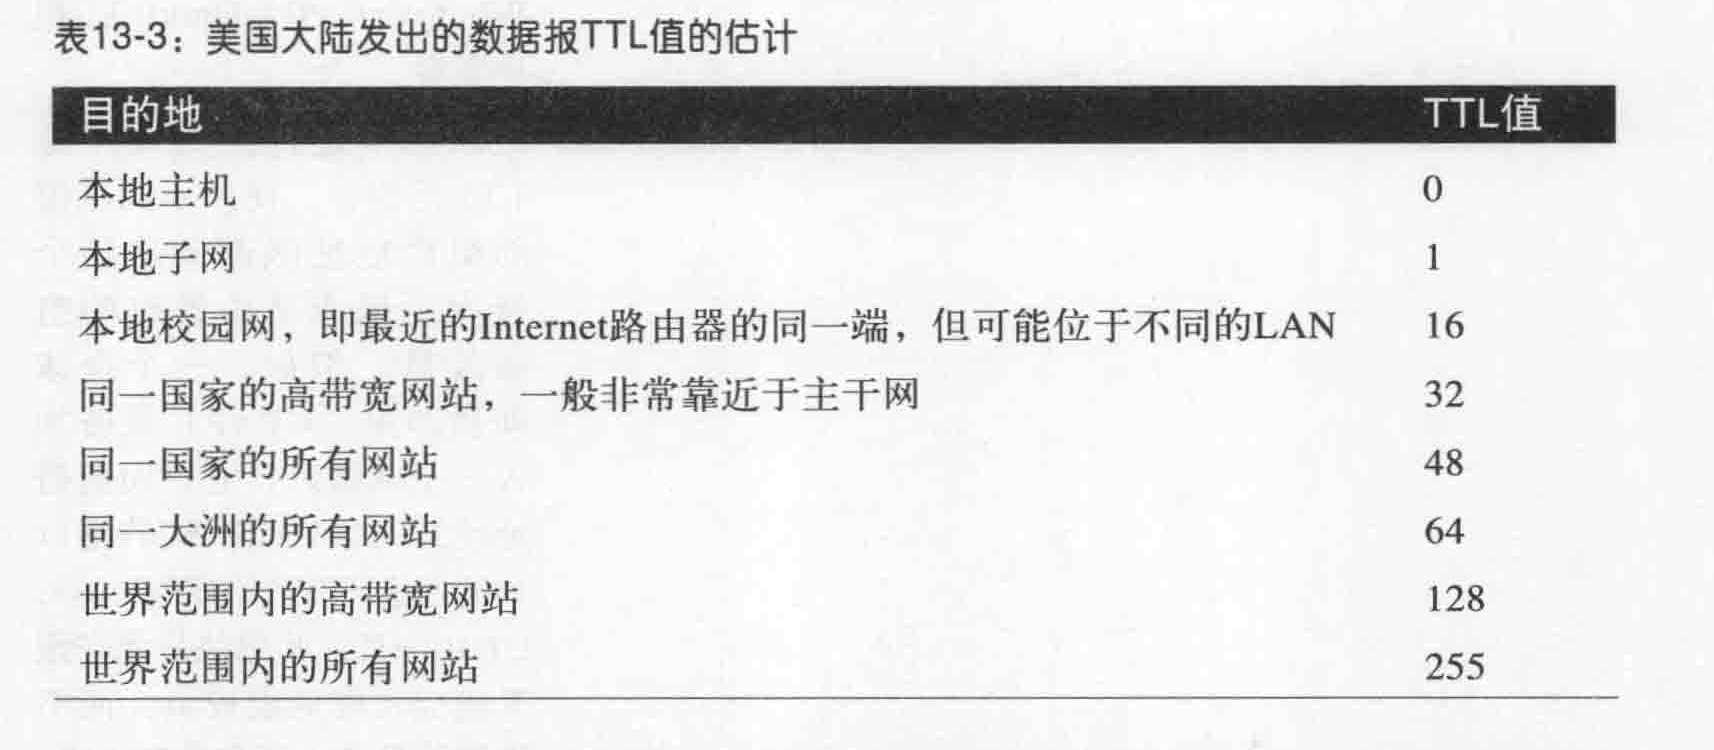 表13-3：美国大陆发出的数据报TTL值的估计
目的地 TTL值
本地主机 0
本地子网 1
本地校园网，即最近的Internet路由器的同一端，但可能位于不同的LAN 16
同一国家的高带宽网站，一般非常靠近于主干网 32
同一国家的所有网站 48
同一大洲的所有网站 64
世界范围内的高带宽网站 128
世界范围内的所有网站 255